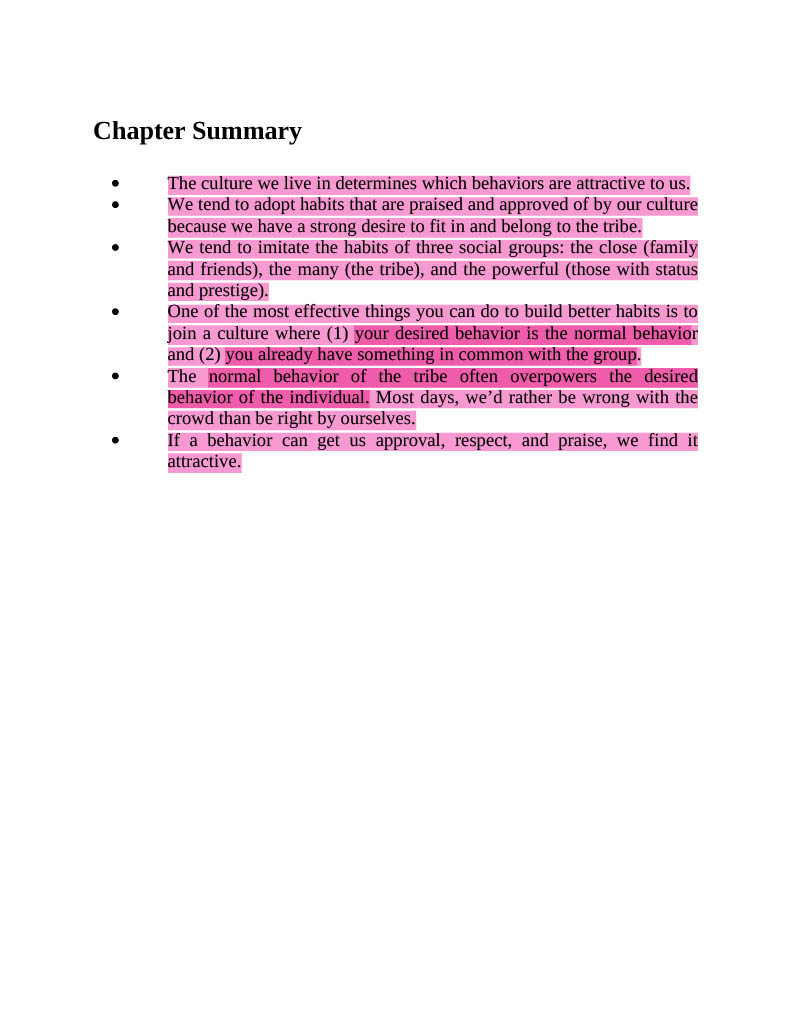 Chapter Summary
• The culture we live in determines which behaviors are attractive to us.
• We tend to adopt habits that are praised and approved of by our culture
because we have a strong desire to fit in and belong to the tribe.
• We tend to imitate the habits of three social groups: the close (family
and friends), the many (the tribe), and the powerful (those with status
and prestige).
• One of the most effective things you can do to build better habits is to
join a culture where (1) your desired behavior is the normal behavior
and (2) you already have something in common with the group.
• The normal behavior of the tribe often overpowers the desired
behavior of the individual. Most days, we’d rather be wrong with the
crowd than be right by ourselves.
• If a behavior can get us approval, respect, and praise, we find it
attractive.